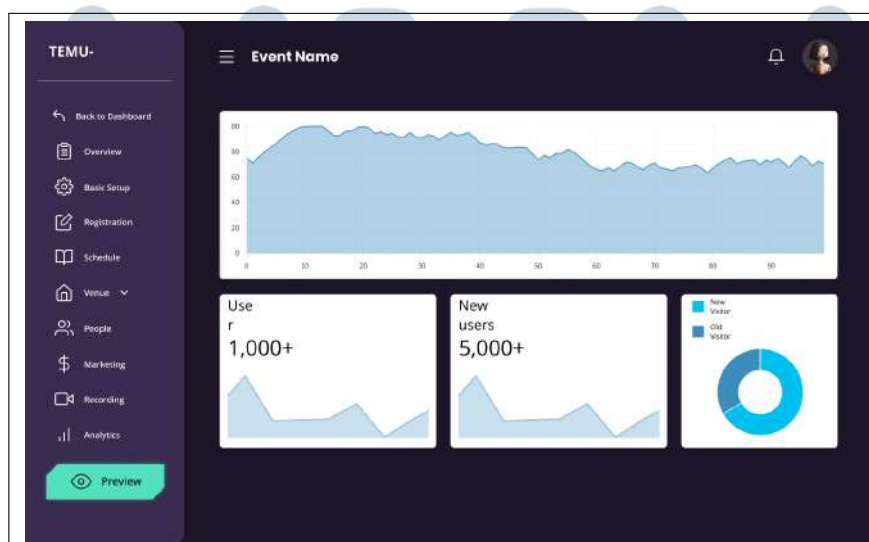 TEMU-
Event Name
Back to Dashboard
Overview
Basic Setup
Registration
Schedule
Venue
People
Marketing
Recording
Analytics
Preview
80
80
60
40
20
0
0
10
20
30
40
50
60
70
80
90
Use
r
1,000+
New
users
5,000+
New
Visitor
Old
Visitor